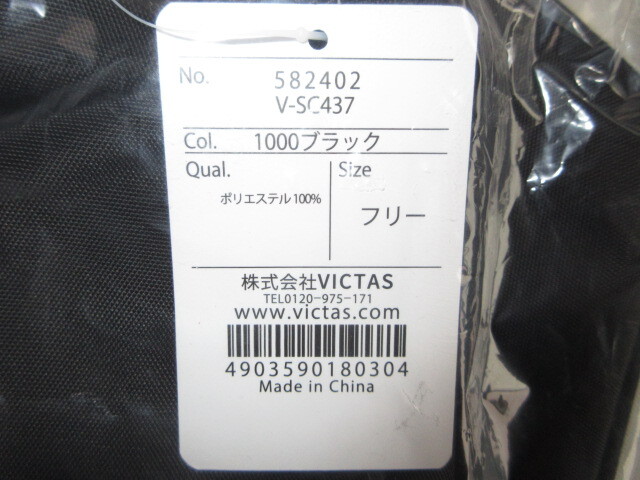 No. 582402
V-SC437
Col. 1000ブラック
Qual. Size
ポリエステル100% フリー
株式会社VICTAS
TEL0120-975-171
www.victas.com
4903590180304
Made in China